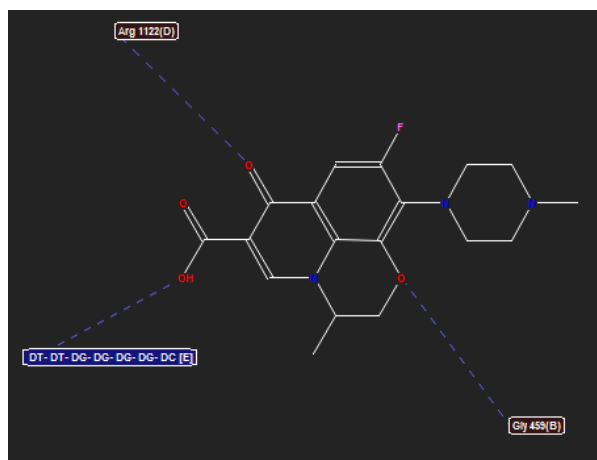 Arg 1122(D)
F
O
O
N
N
OH
N
O
DT- DT- DG- DG- DG- DG- DC [E]
Gly 459(B)